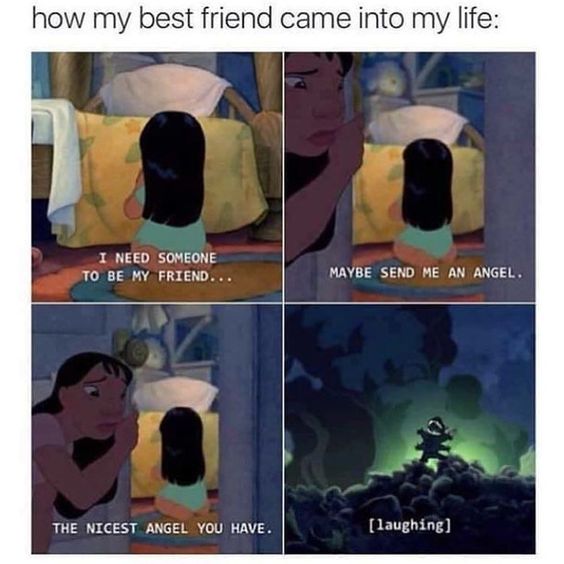 how my best friend came into my life:
I NEED SOMEONE
TO BE MY FRIEND...
MAYBE SEND ME AN ANGEL.
THE NICEST ANGEL YOU HAVE.
[laughing]